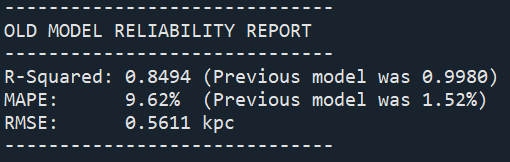 ------------------------------
OLD MODEL RELIABILITY REPORT
------------------------------
R-Squared: 0.8494 (Previous model was 0.9980)
MAPE:      9.62%  (Previous model was 1.52%)
RMSE:      0.5611 kpc
------------------------------